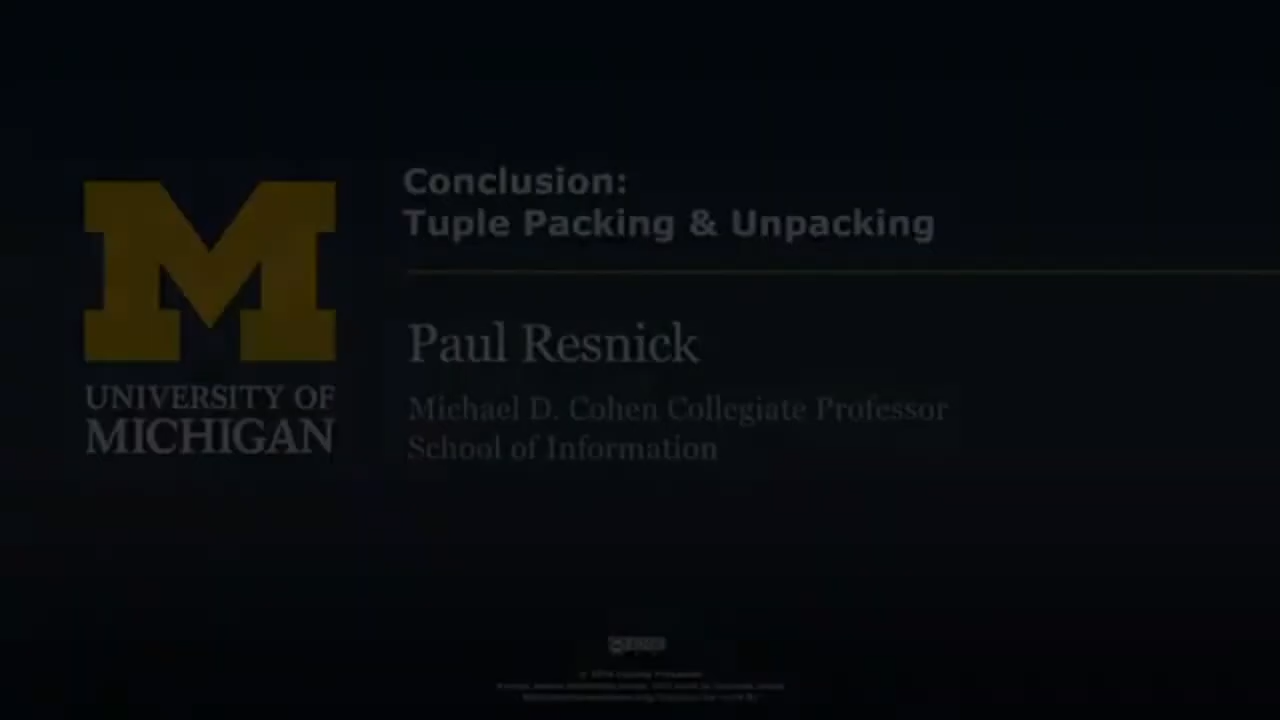 Conclusion:
Tuple Packing & Unpacking
Paul Resnick
Michael D. Cohen Collegiate Professor
School of Information
UNIVERSITY OF
MICHIGAN